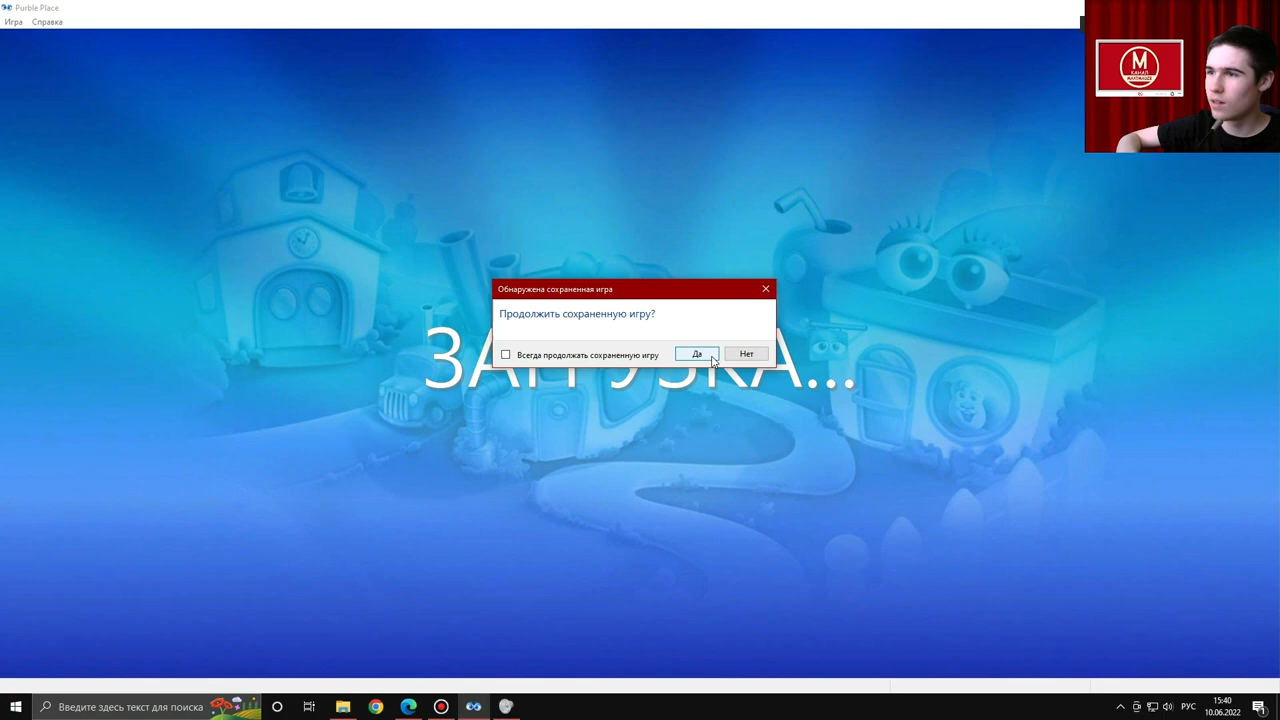 Purble Place
Игра Справка
М
КАНАЛ
Обнаружена сохраненная игра
Продолжить сохраненную игру?
Всегда продолжать сохраненную игру
Да
Нет
ЗАГРУЗКА...
Введите здесь текст для поиска
РУС
15:40
10.06.2022
1